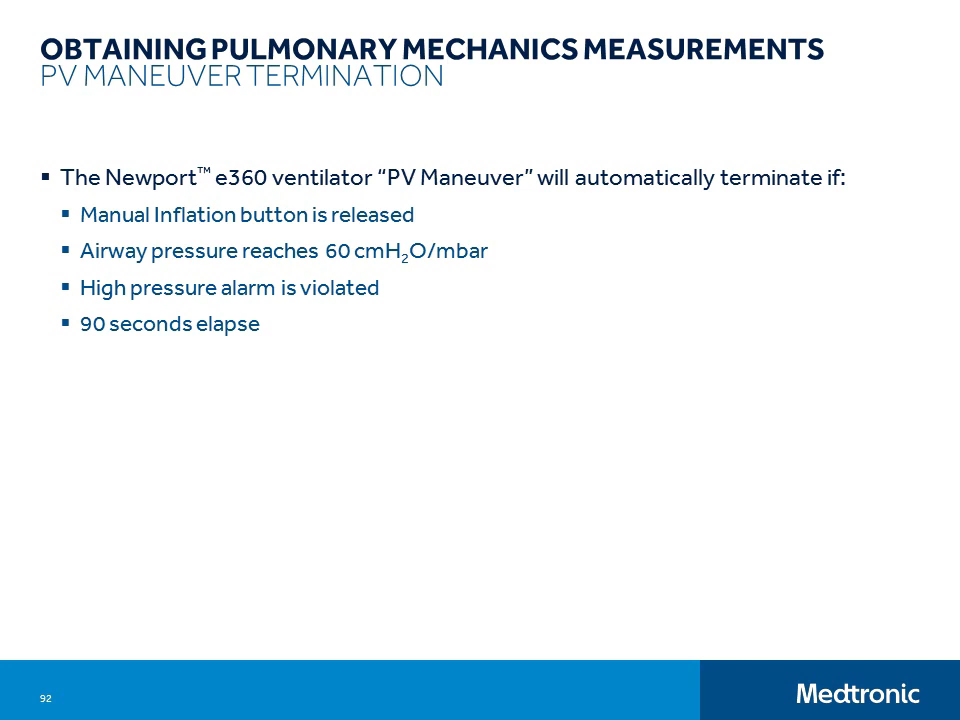 OBTAINING PULMONARY MECHANICS MEASUREMENTS
PV MANEUVER TERMINATION
▪ The Newport™ e360 ventilator “PV Maneuver” will automatically terminate if:
▪ Manual Inflation button is released
▪ Airway pressure reaches 60 cmH₂O/mbar
▪ High pressure alarm is violated
▪ 90 seconds elapse
92
Medtronic